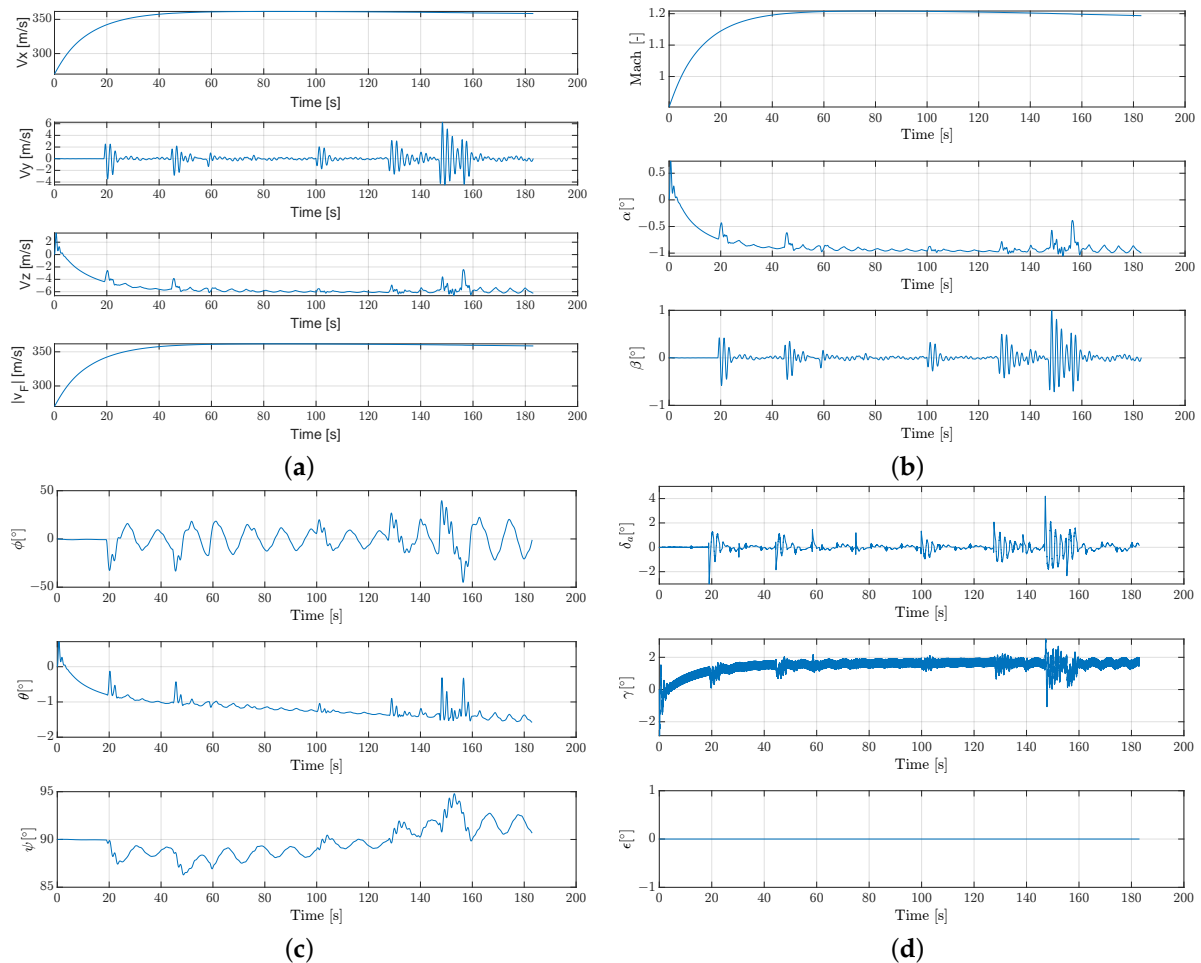 Vx [m/s]
350
300
0 20 40 60 80 100 120 140 160 180 200
Time [s]
Vy [m/s]
6
4
2
0
-2
-4
0 20 40 60 80 100 120 140 160 180 200
Time [s]
Vz [m/s]
2
0
-2
-4
-6
0 20 40 60 80 100 120 140 160 180 200
Time [s]
|v_F| [m/s]
350
300
0 20 40 60 80 100 120 140 160 180 200
Time [s]
(a)
Mach [-]
1.2
1.1
1
0 20 40 60 80 100 120 140 160 180 200
Time [s]
α[°]
0.5
0
-0.5
-1
0 20 40 60 80 100 120 140 160 180 200
Time [s]
β[°]
1
0
-1
0 20 40 60 80 100 120 140 160 180 200
Time [s]
(b)
ϕ[°]
50
0
-50
0 20 40 60 80 100 120 140 160 180 200
Time [s]
θ[°]
0
-1
-2
0 20 40 60 80 100 120 140 160 180 200
Time [s]
ψ[°]
95
90
85
0 20 40 60 80 100 120 140 160 180 200
Time [s]
(c)
δ_a[°]
4
2
0
-2
0 20 40 60 80 100 120 140 160 180 200
Time [s]
γ[°]
2
0
-2
0 20 40 60 80 100 120 140 160 180 200
Time [s]
ϵ[°]
1
0
-1
0 20 40 60 80 100 120 140 160 180 200
Time [s]
(d)